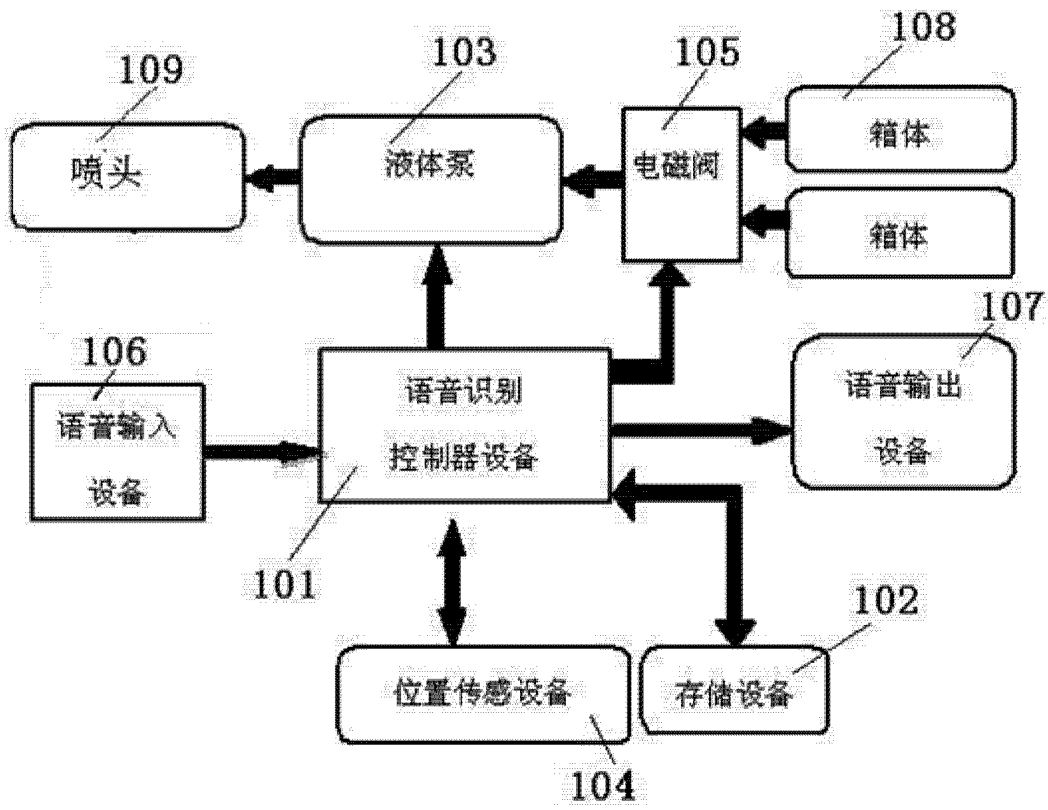 109
103
105
108
喷头
液体泵
电磁阀
箱体
箱体
106
语音输入
设备
语音识别
控制器设备
107
语音输出
设备
101
102
位置传感设备
存储设备
104